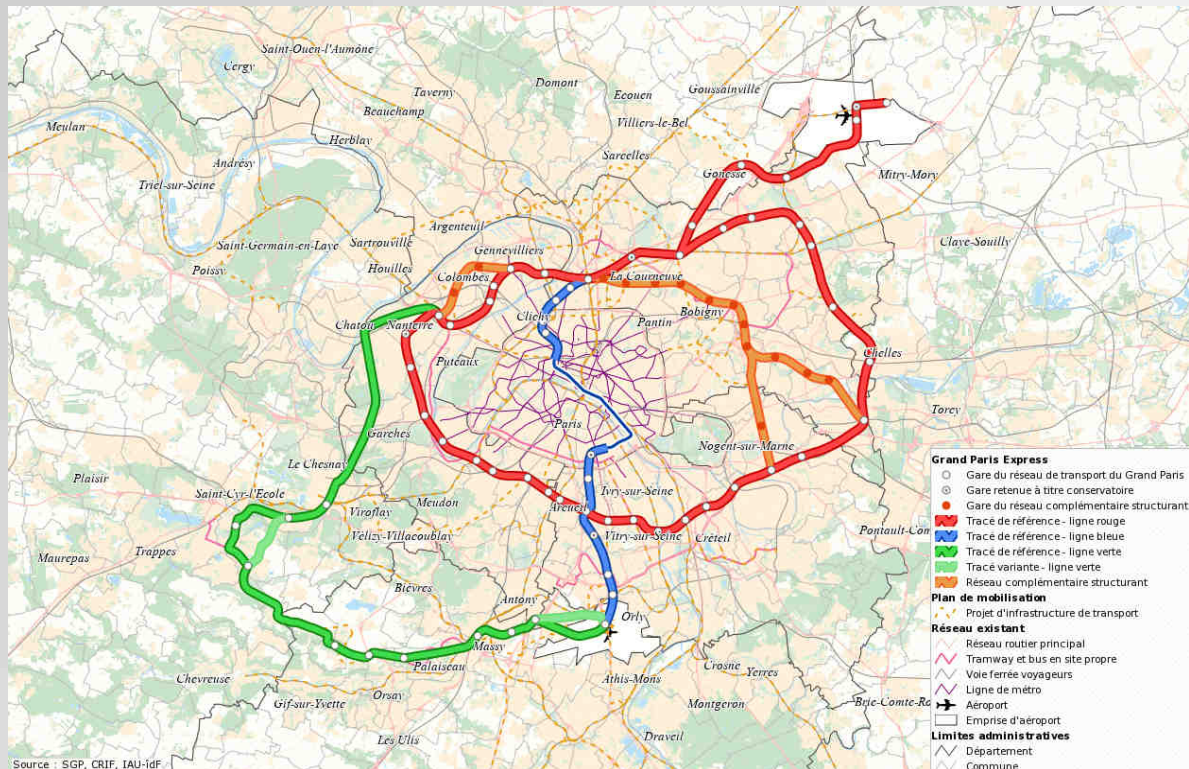 Saint-Ouen-l'Aumône
Cergy
Domont
Ecouen
Goussainville
Taverny
Beauchamp
Villiers-le-Bel
Meulan
Herblay
Sarcelles
Andrésy
Gonesse
Mitry-Mory
Triel-sur-Seine
Argenteuil
Saint-Germain-en-Laye
Sartrouville
Gennevilliers
Claye-Souilly
Poissy
Houilles
Colombes
La Courneuve
Bobigny
Clichy
Pantin
Chatou
Nanterre
Chelles
Puteaux
Torcy
Paris
Garches
Nogent-sur-Marne
Le Chesnay
Plaisir
Saint-Cyr-l'Ecole
Ivry-sur-Seine
Meudon
Viroflay
Arcueil
Vélizy-Villacoublay
Vitry-sur-Seine
Créteil
Pontault-Com
Trappes
Maurepas
Bièvres
Antony
Orly
Massy
Palaiseau
Crosne
Yerres
Chevreuse
Orsay
Athis-Mons
Gif-sur-Yvette
Montgeron
Brie-Comte-Ro
Les Ulis
Draveil
Grand Paris Express
Gare du réseau de transport du Grand Paris
Gare retenue à titre conservatoire
Gare du réseau complémentaire structurant
Tracé de référence - ligne rouge
Tracé de référence - ligne bleue
Tracé de référence - ligne verte
Tracé variante - ligne verte
Réseau complémentaire structurant
Plan de mobilisation
Projet d'infrastructure de transport
Réseau existant
Réseau routier principal
Tramway et bus en site propre
Voie ferrée voyageurs
Ligne de métro
Aéroport
Emprise d'aéroport
Limites administratives
Département
Commune
Source : SGP, CRIF, IAU-îdF